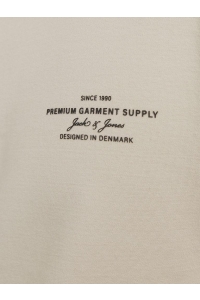 SINCE 1990
PREMIUM GARMENT SUPPLY
Jack & Jones
DESIGNED IN DENMARK